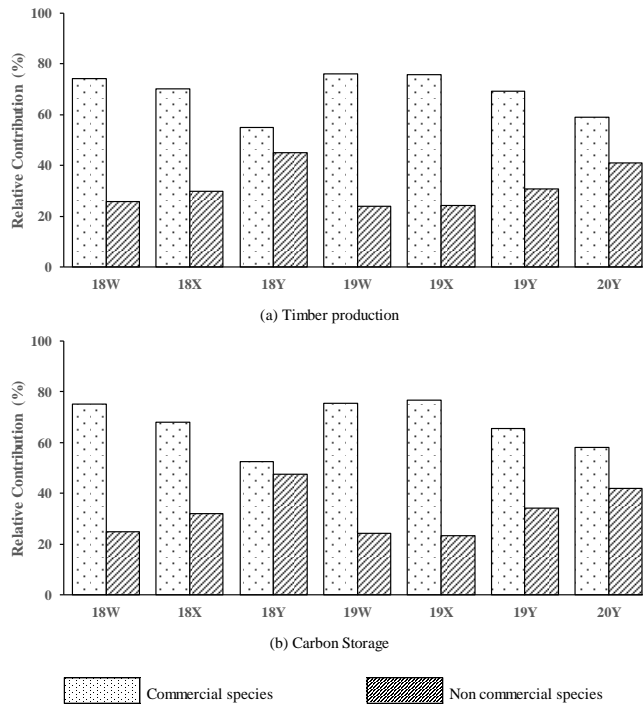 Relative Contribution (%)
100
80
60
40
20
0
18W 18X 18Y 19W 19X 19Y 20Y
(a) Timber production
Relative Contribution (%)
100
80
60
40
20
0
18W 18X 18Y 19W 19X 19Y 20Y
(b) Carbon Storage
Commercial species Non commercial species